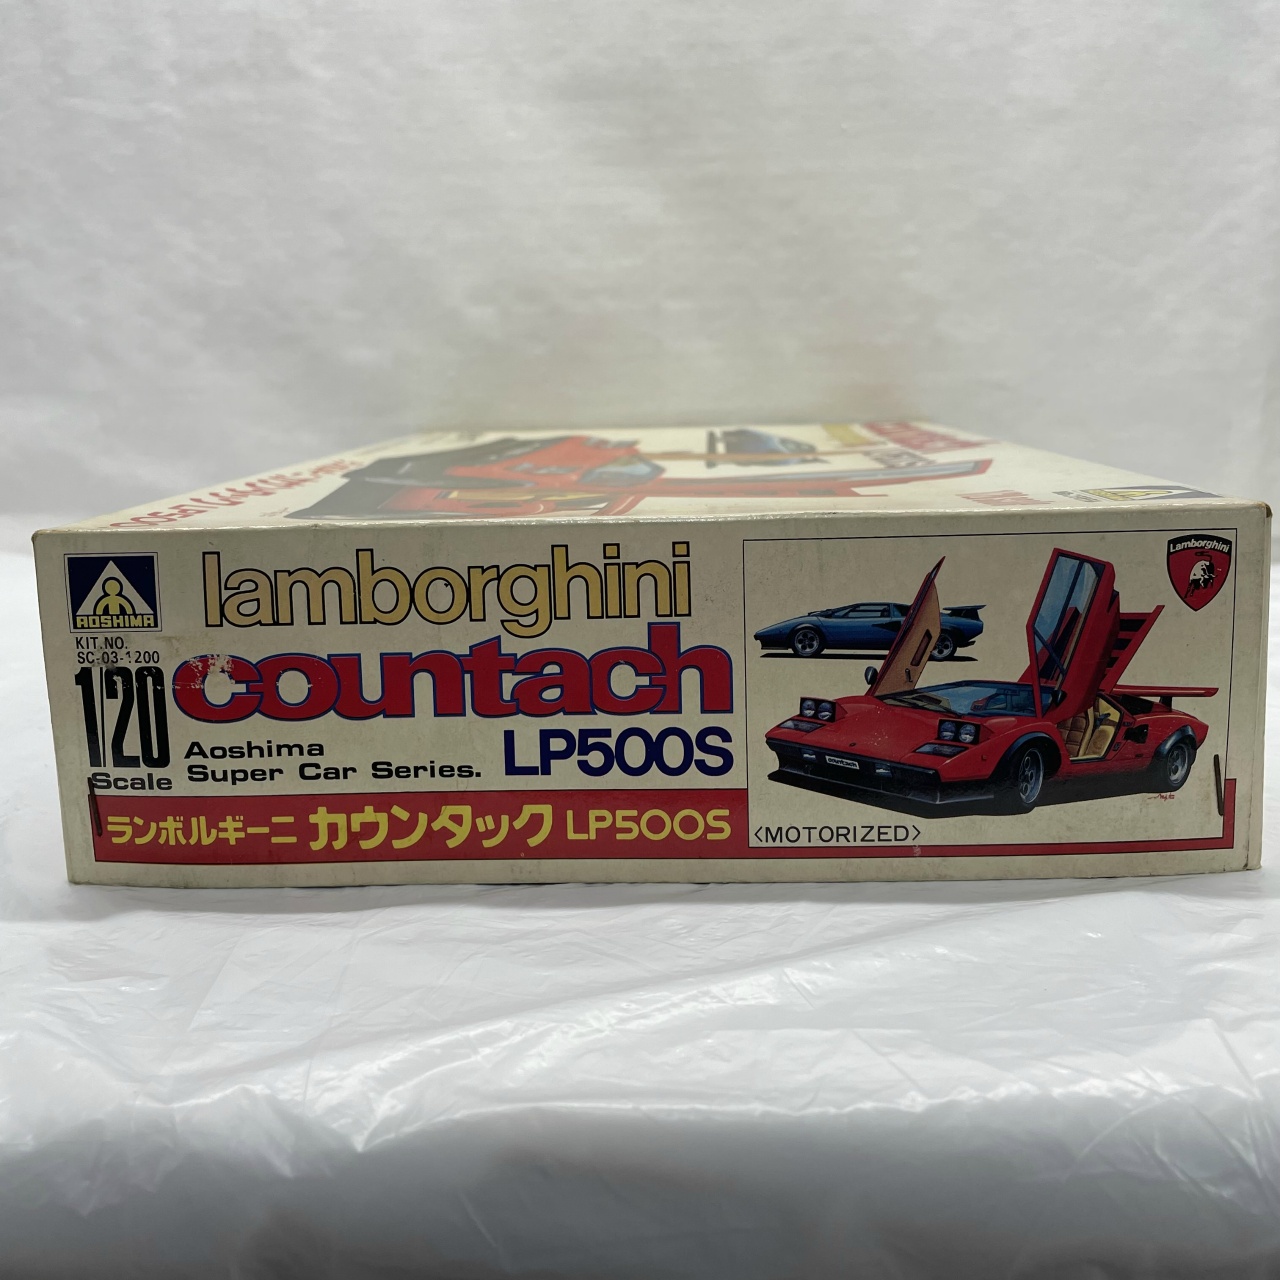 AOSHIMA
KIT.NO.
SC-03-1200
1/20
Scale
lamborghini
countach
Aoshima
Super Car Series.
LP500S
ランボルギーニ カウンタック LP500S
Lamborghini
countach
<MOTORIZED>